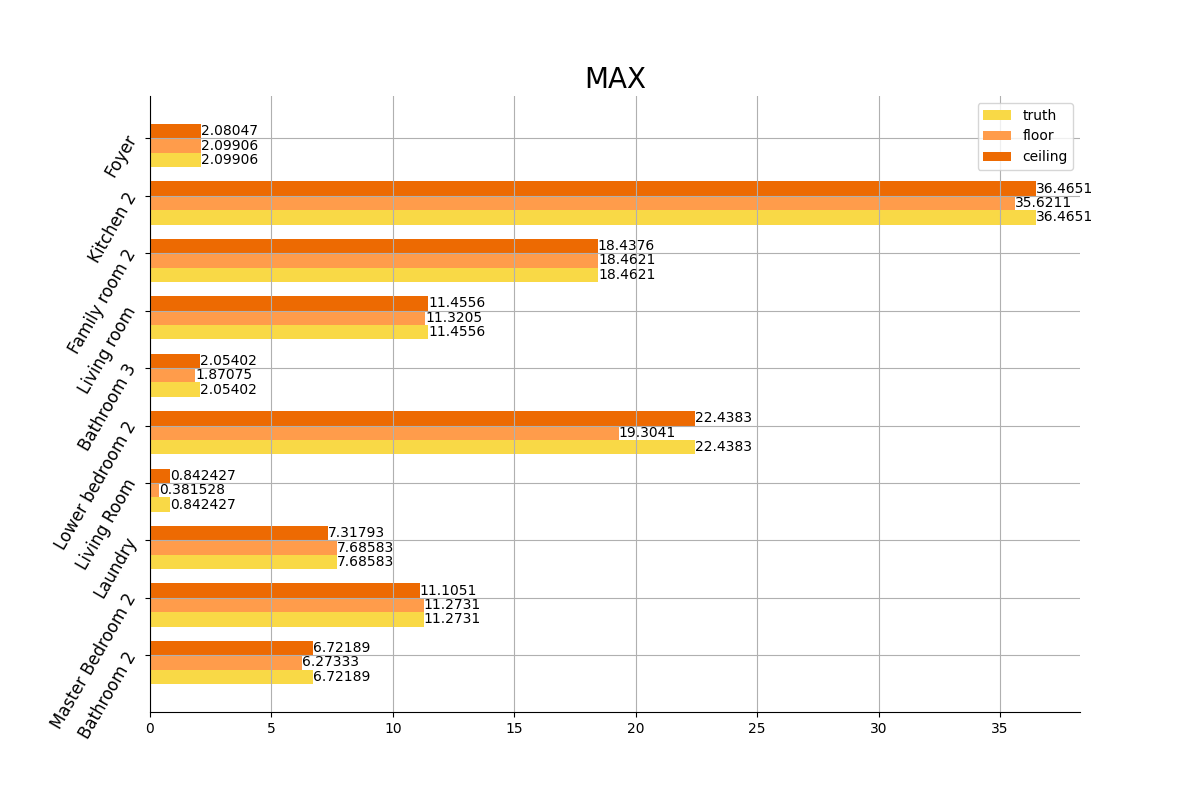 MAX
truth
floor
ceiling
Foyer
2.08047
2.09906
2.09906
Kitchen 2
36.4651
35.6211
36.4651
Family room 2
18.4376
18.4621
18.4621
Living room
11.4556
11.3205
11.4556
Bathroom 3
2.05402
1.87075
2.05402
Lower bedroom 2
22.4383
19.3041
22.4383
Living Room
0.842427
0.381528
0.842427
Laundry
7.31793
7.68583
7.68583
Master Bedroom 2
11.1051
11.2731
11.2731
Bathroom 2
6.72189
6.27333
6.72189
0 5 10 15 20 25 30 35